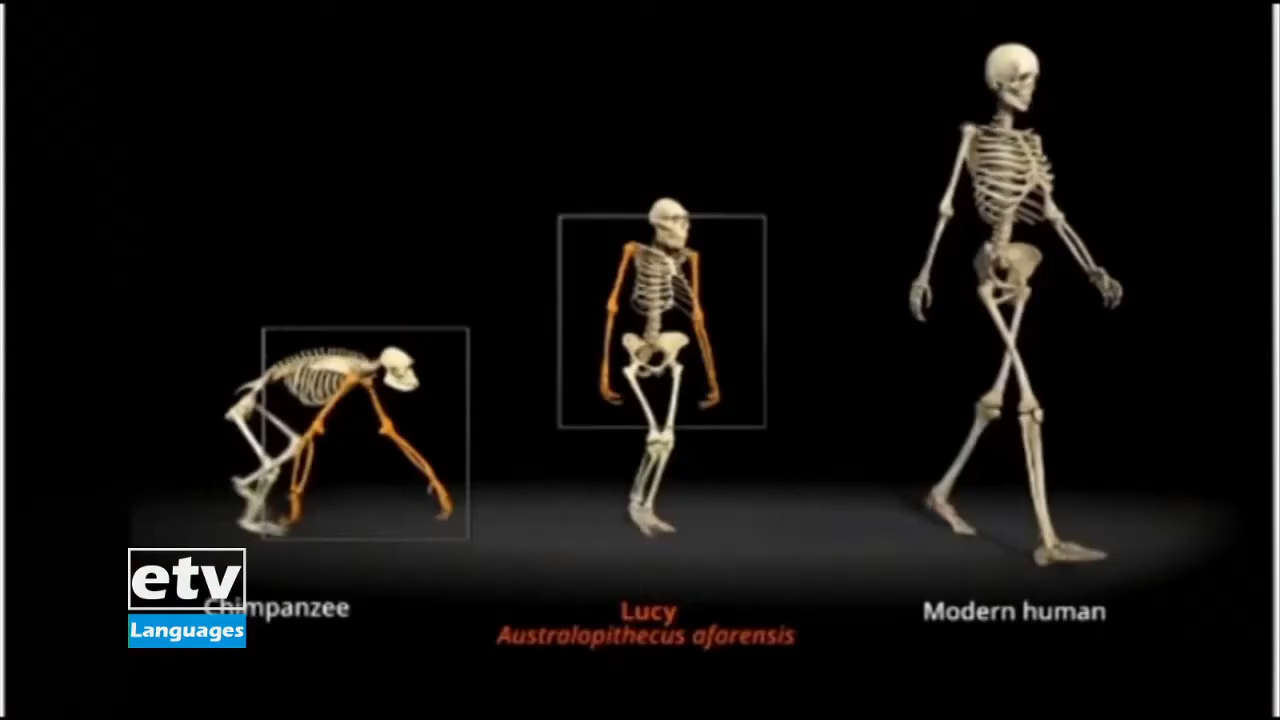 etv
Languages
Chimpanzee
Lucy
Australopithecus afarensis
Modern human